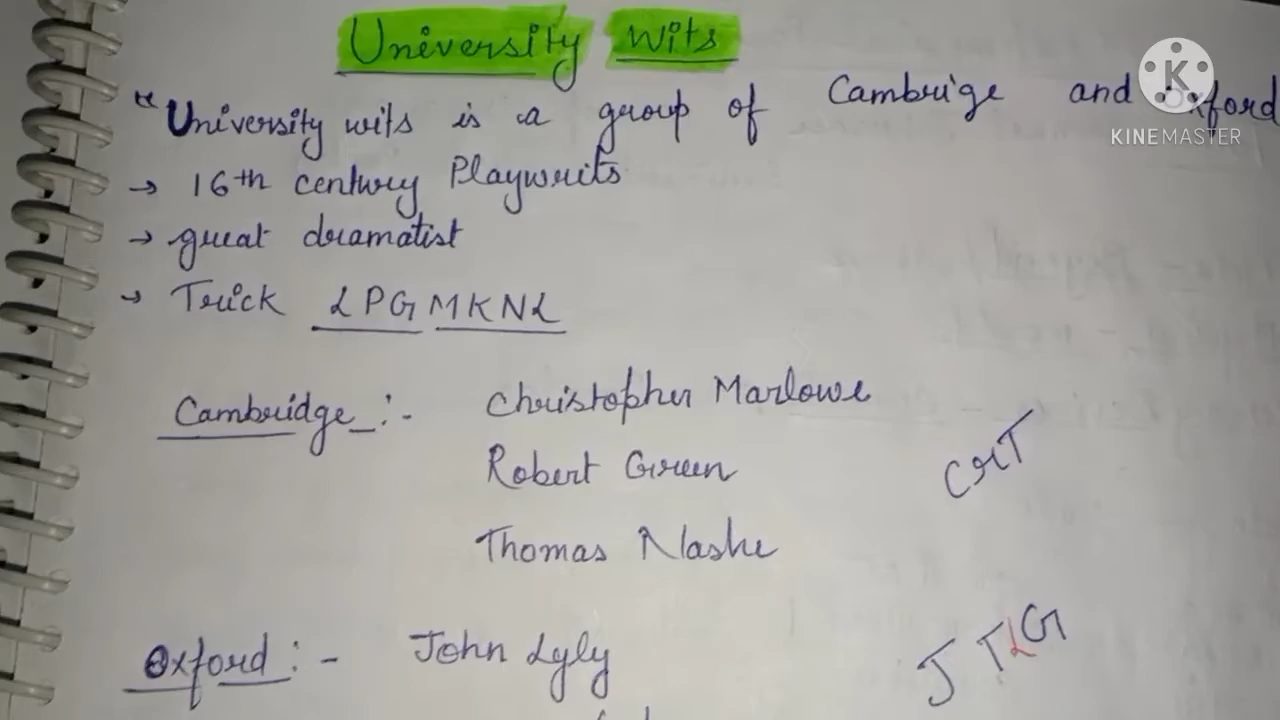 University Wits
"University wits is a group of Cambrige and Oxford
→ 16th century Playwrits
→ great dramatist
→ Trick LPGMKNL
Cambridge :- Christopher Marlowe
Robert Green
Thomas Nashe
CRT
Oxford :- John Lyly
J TLG
KINEMASTER